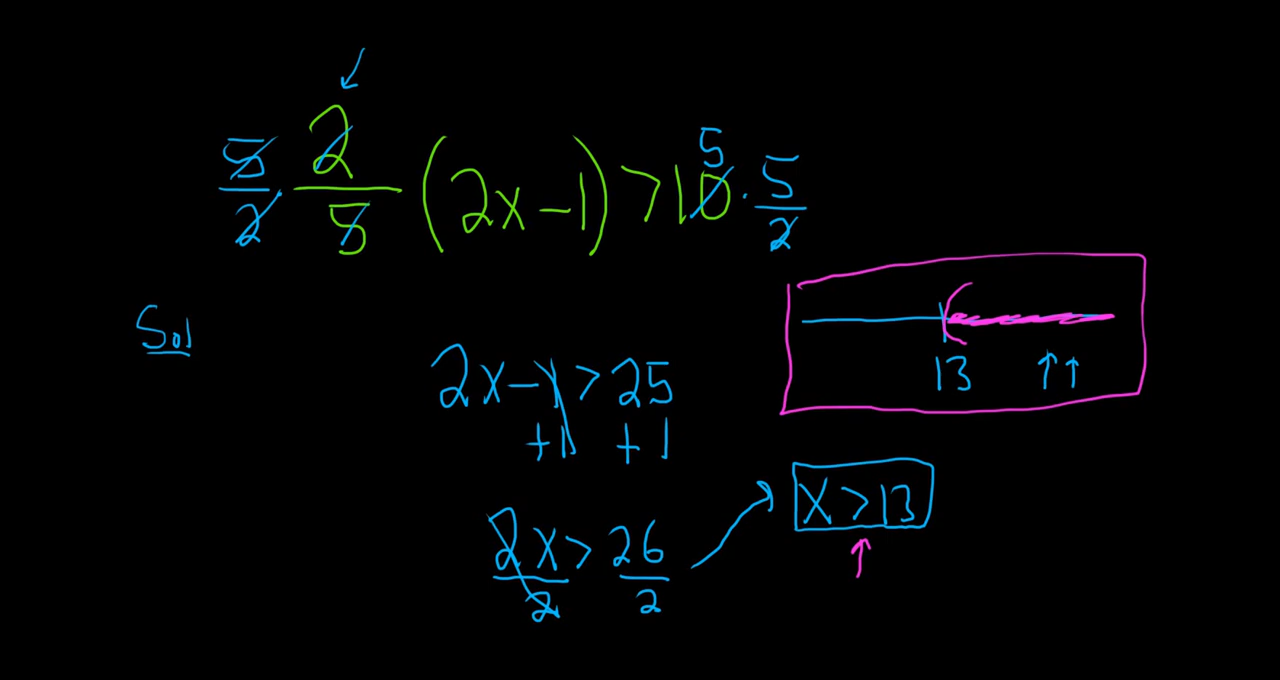 5/2 · 2/5 (2x - 1) > 10 5 · 5/2
Sol
13 ↑↑
2x - 1 > 25
+1 +1
x > 13
2x/2 > 26/2